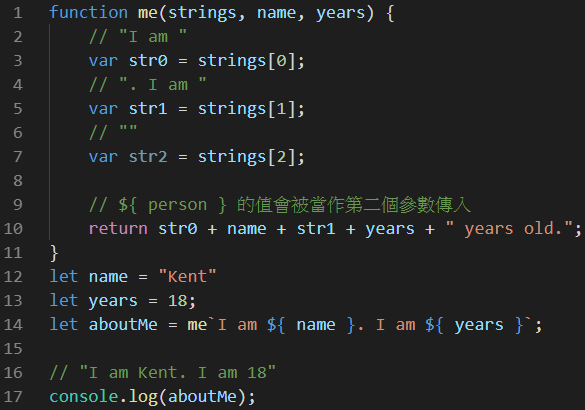 1 function me(strings, name, years) {
2     // "I am "
3     var str0 = strings[0];
4     // ". I am "
5     var str1 = strings[1];
6     // ""
7     var str2 = strings[2];
8
9     // ${ person } 的值會被當作第二個參數傳入
10     return str0 + name + str1 + years + " years old.";
11 }
12 let name = "Kent"
13 let years = 18;
14 let aboutMe = me`I am ${ name }. I am ${ years }`;
15
16 // "I am Kent. I am 18"
17 console.log(aboutMe);